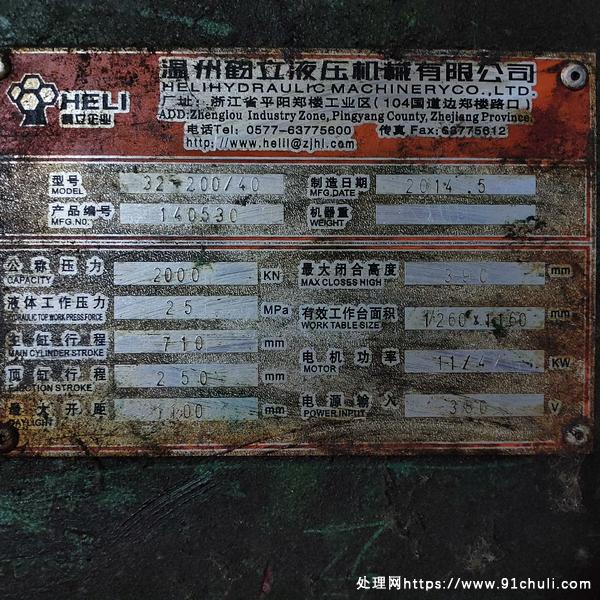 HELI
鹤立企业
温州鹤立液压机械有限公司
HELIHYDRAULIC MACHINERYCO.,LTD.
厂址:浙江省平阳郑楼工业区(104国道边郑楼路口)
ADD:Zhenglou Industry Zone, Pingyang County, Zhejiang Province.
电话Tel: 0577-63775600 传真 Fax:63775612
http://www.heli@zjhl.com
型号 32-200/40 制造日期 2014.5
MODEL MFG.DATE
产品编号 140530 机器重
MFG.NO. WEIGHT
公称压力 2000 KN 最大闭合高度 mm
CAPACITY MAX CLOSES HIGH
液体工作压力 25 MPa 有效工作台面积 1260×1160 mm
WORK PRESS FORCE WORK TABLE SIZE
主缸行程 710 mm 电机功率 11/4 KW
MAIN CYLINDER STROKE MOTOR
顶缸行程 250 mm 电源输入 380 V
EJECTION STROKE POWER INPUT
最大开距 1100 mm
DAYLIGHT
处理网https://www.91chuli.com/